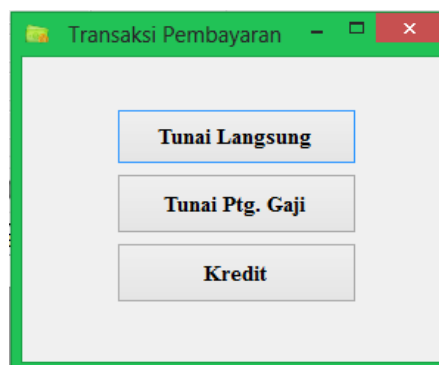 Transaksi Pembayaran
Tunai Langsung
Tunai Ptg. Gaji
Kredit